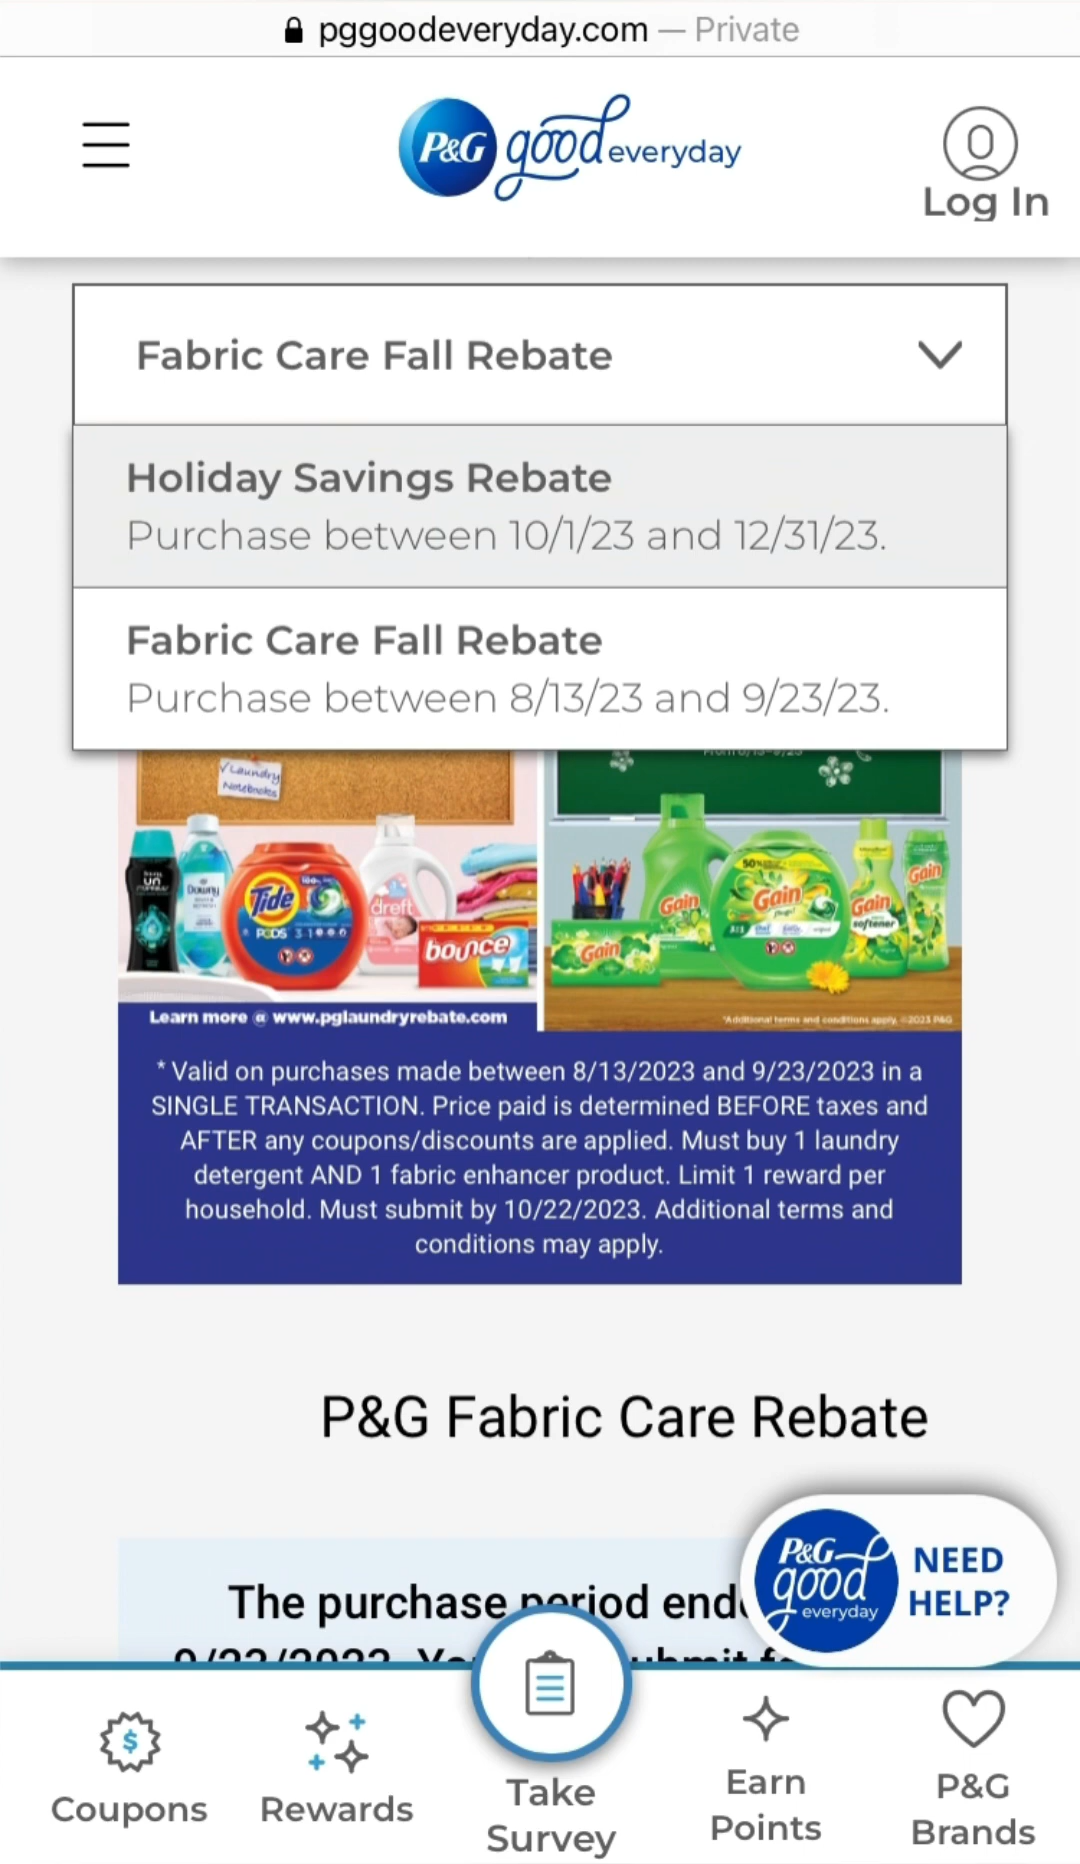 pggoodeveryday.com — Private
P&G good everyday
Log In
Fabric Care Fall Rebate
Holiday Savings Rebate
Purchase between 10/1/23 and 12/31/23.
Fabric Care Fall Rebate
Purchase between 8/13/23 and 9/23/23.
✓Laundry
Notebooks
un
Downy
Tide
PODS 3-1
dreft
bounce
50%
Gain
Gain
Gain
softener
Gain
Gain
Learn more @ www.pglaundryrebate.com
*Additional terms and conditions apply. ©2023 P&G
* Valid on purchases made between 8/13/2023 and 9/23/2023 in a
SINGLE TRANSACTION. Price paid is determined BEFORE taxes and
AFTER any coupons/discounts are applied. Must buy 1 laundry
detergent AND 1 fabric enhancer product. Limit 1 reward per
household. Must submit by 10/22/2023. Additional terms and
conditions may apply.
P&G Fabric Care Rebate
The purchase period
P&G good everyday
NEED
HELP?
Coupons
Rewards
Take
Survey
Earn
Points
P&G
Brands